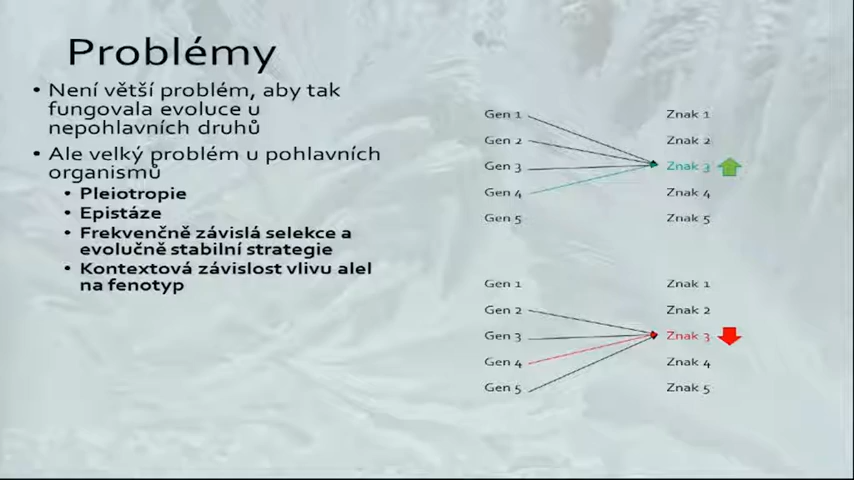 Problémy
• Není větší problém, aby tak
fungovala evoluce u
nepohlavních druhů
• Ale velký problém u pohlavních
organismů
• Pleiotropie
• Epistáze
• Frekvenčně závislá selekce a
evolučně stabilní strategie
• Kontextová závislost vlivu alel
na fenotyp
Gen 1
Gen 2
Gen 3
Gen 4
Gen 5
Znak 1
Znak 2
Znak 3
Znak 4
Znak 5
Gen 1
Gen 2
Gen 3
Gen 4
Gen 5
Znak 1
Znak 2
Znak 3
Znak 4
Znak 5